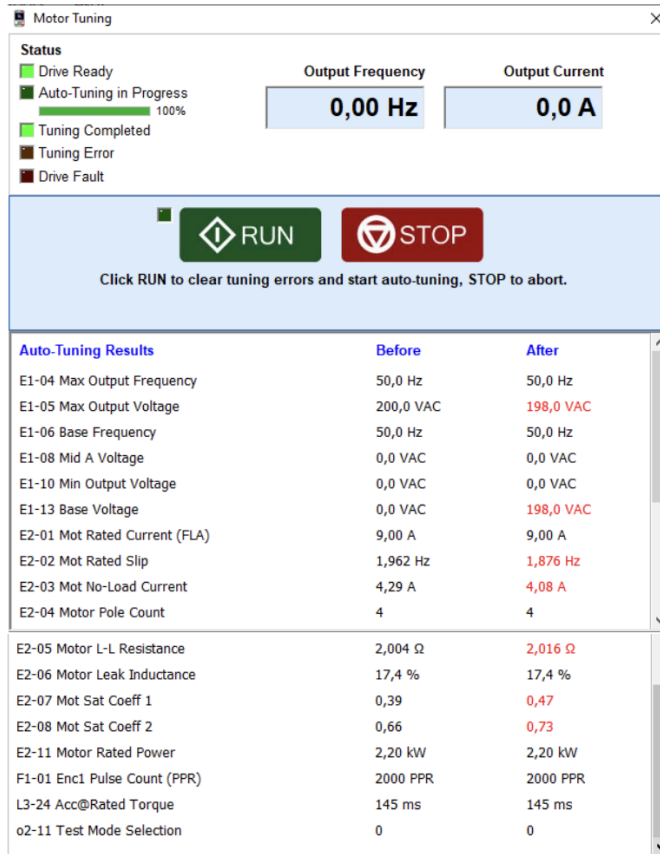 Motor Tuning
Status
Drive Ready
Auto-Tuning in Progress
100%
Tuning Completed
Tuning Error
Drive Fault
Output Frequency Output Current
0,00 Hz 0,0 A
RUN STOP
Click RUN to clear tuning errors and start auto-tuning, STOP to abort.
Auto-Tuning Results Before After
E1-04 Max Output Frequency 50,0 Hz 50,0 Hz
E1-05 Max Output Voltage 200,0 VAC 198,0 VAC
E1-06 Base Frequency 50,0 Hz 50,0 Hz
E1-08 Mid A Voltage 0,0 VAC 0,0 VAC
E1-10 Min Output Voltage 0,0 VAC 0,0 VAC
E1-13 Base Voltage 0,0 VAC 198,0 VAC
E2-01 Mot Rated Current (FLA) 9,00 A 9,00 A
E2-02 Mot Rated Slip 1,962 Hz 1,876 Hz
E2-03 Mot No-Load Current 4,29 A 4,08 A
E2-04 Motor Pole Count 4 4
E2-05 Motor L-L Resistance 2,004 Ω 2,016 Ω
E2-06 Motor Leak Inductance 17,4 % 17,4 %
E2-07 Mot Sat Coeff 1 0,39 0,47
E2-08 Mot Sat Coeff 2 0,66 0,73
E2-11 Motor Rated Power 2,20 kW 2,20 kW
F1-01 Enc1 Pulse Count (PPR) 2000 PPR 2000 PPR
L3-24 Acc@Rated Torque 145 ms 145 ms
o2-11 Test Mode Selection 0 0